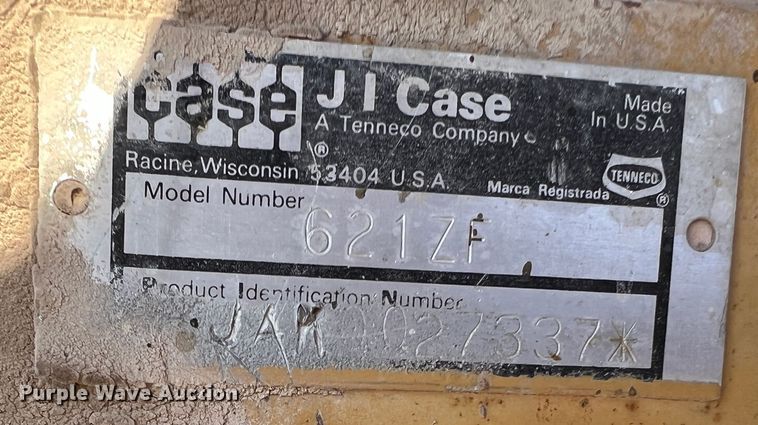 case
J I Case
A Tenneco Company
®
Racine, Wisconsin 53404 U.S.A.
Made
In U.S.A.
Marca Registrada
TENNECO
®
Model Number
621ZF
Product Identification Number
JAK0027337*
Purple Wave Auction